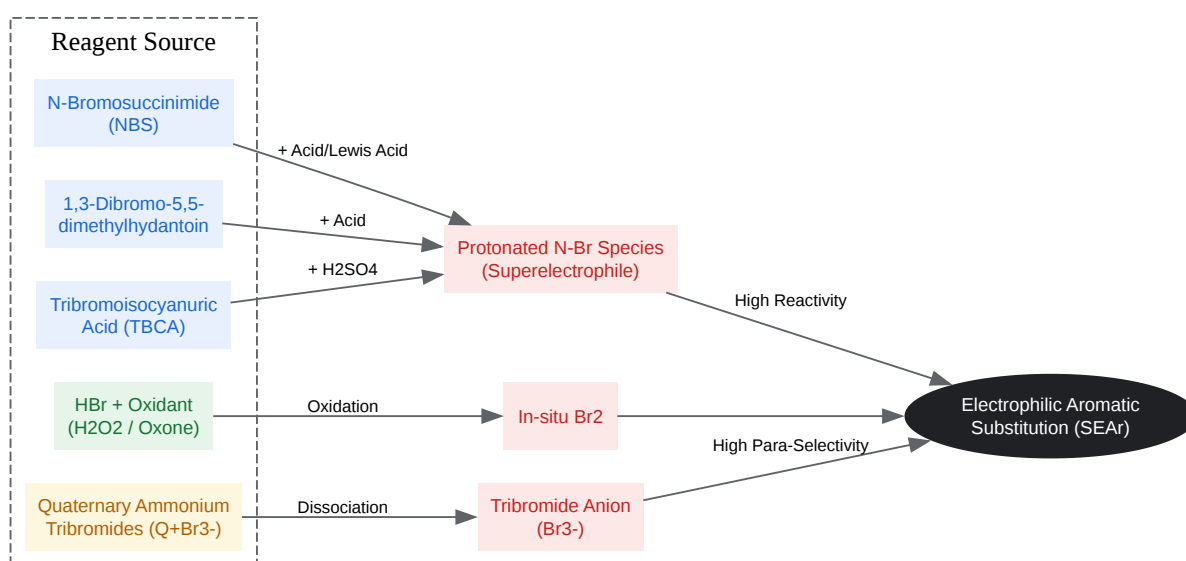 Reagent Source
N-Bromosuccinimide
(NBS)
+ Acid/Lewis Acid
1,3-Dibromo-5,5-
dimethylhydantoin
+ Acid
Protonated N-Br Species
(Superelectrophile)
+ H2SO4
Tribromoisocyanuric
Acid (TBCA)
High Reactivity
HBr + Oxidant
(H2O2 / Oxone)
Oxidation
In-situ Br2
Electrophilic Aromatic
Substitution (SEAr)
High Para-Selectivity
Quaternary Ammonium
Tribromides (Q+Br3-)
Dissociation
Tribromide Anion
(Br3-)